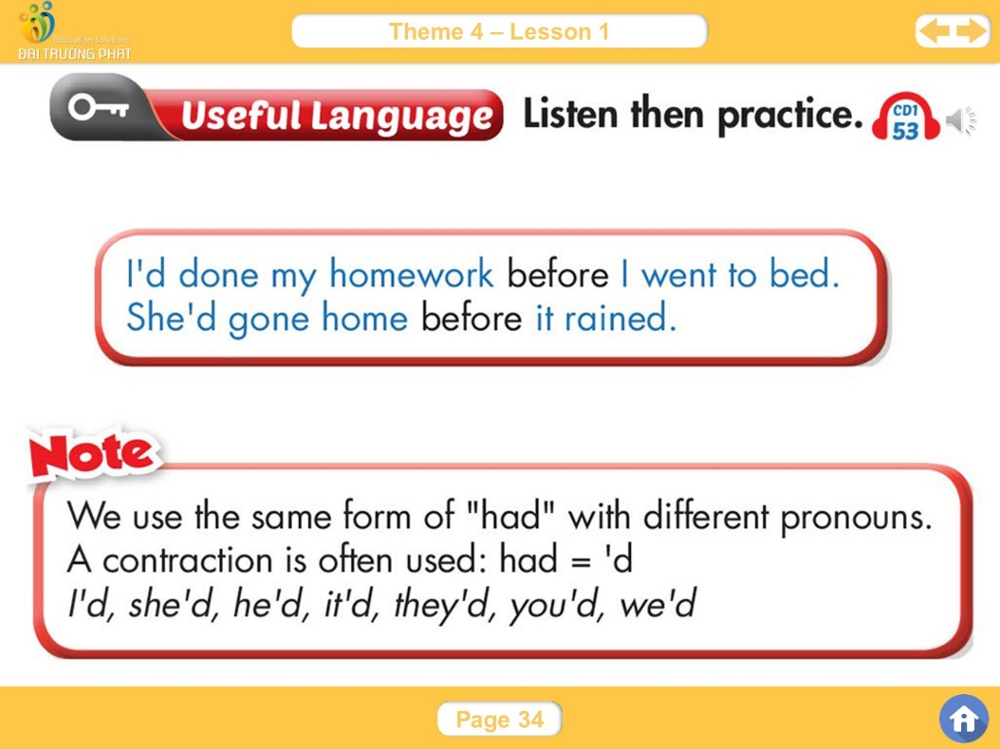 Education Solutions
ĐẠI TRƯỜNG PHÁT
Theme 4 – Lesson 1
Useful Language Listen then practice.
CD1
53
I'd done my homework before I went to bed.
She'd gone home before it rained.
Note
We use the same form of "had" with different pronouns.
A contraction is often used: had = 'd
I'd, she'd, he'd, it'd, they'd, you'd, we'd
Page 34